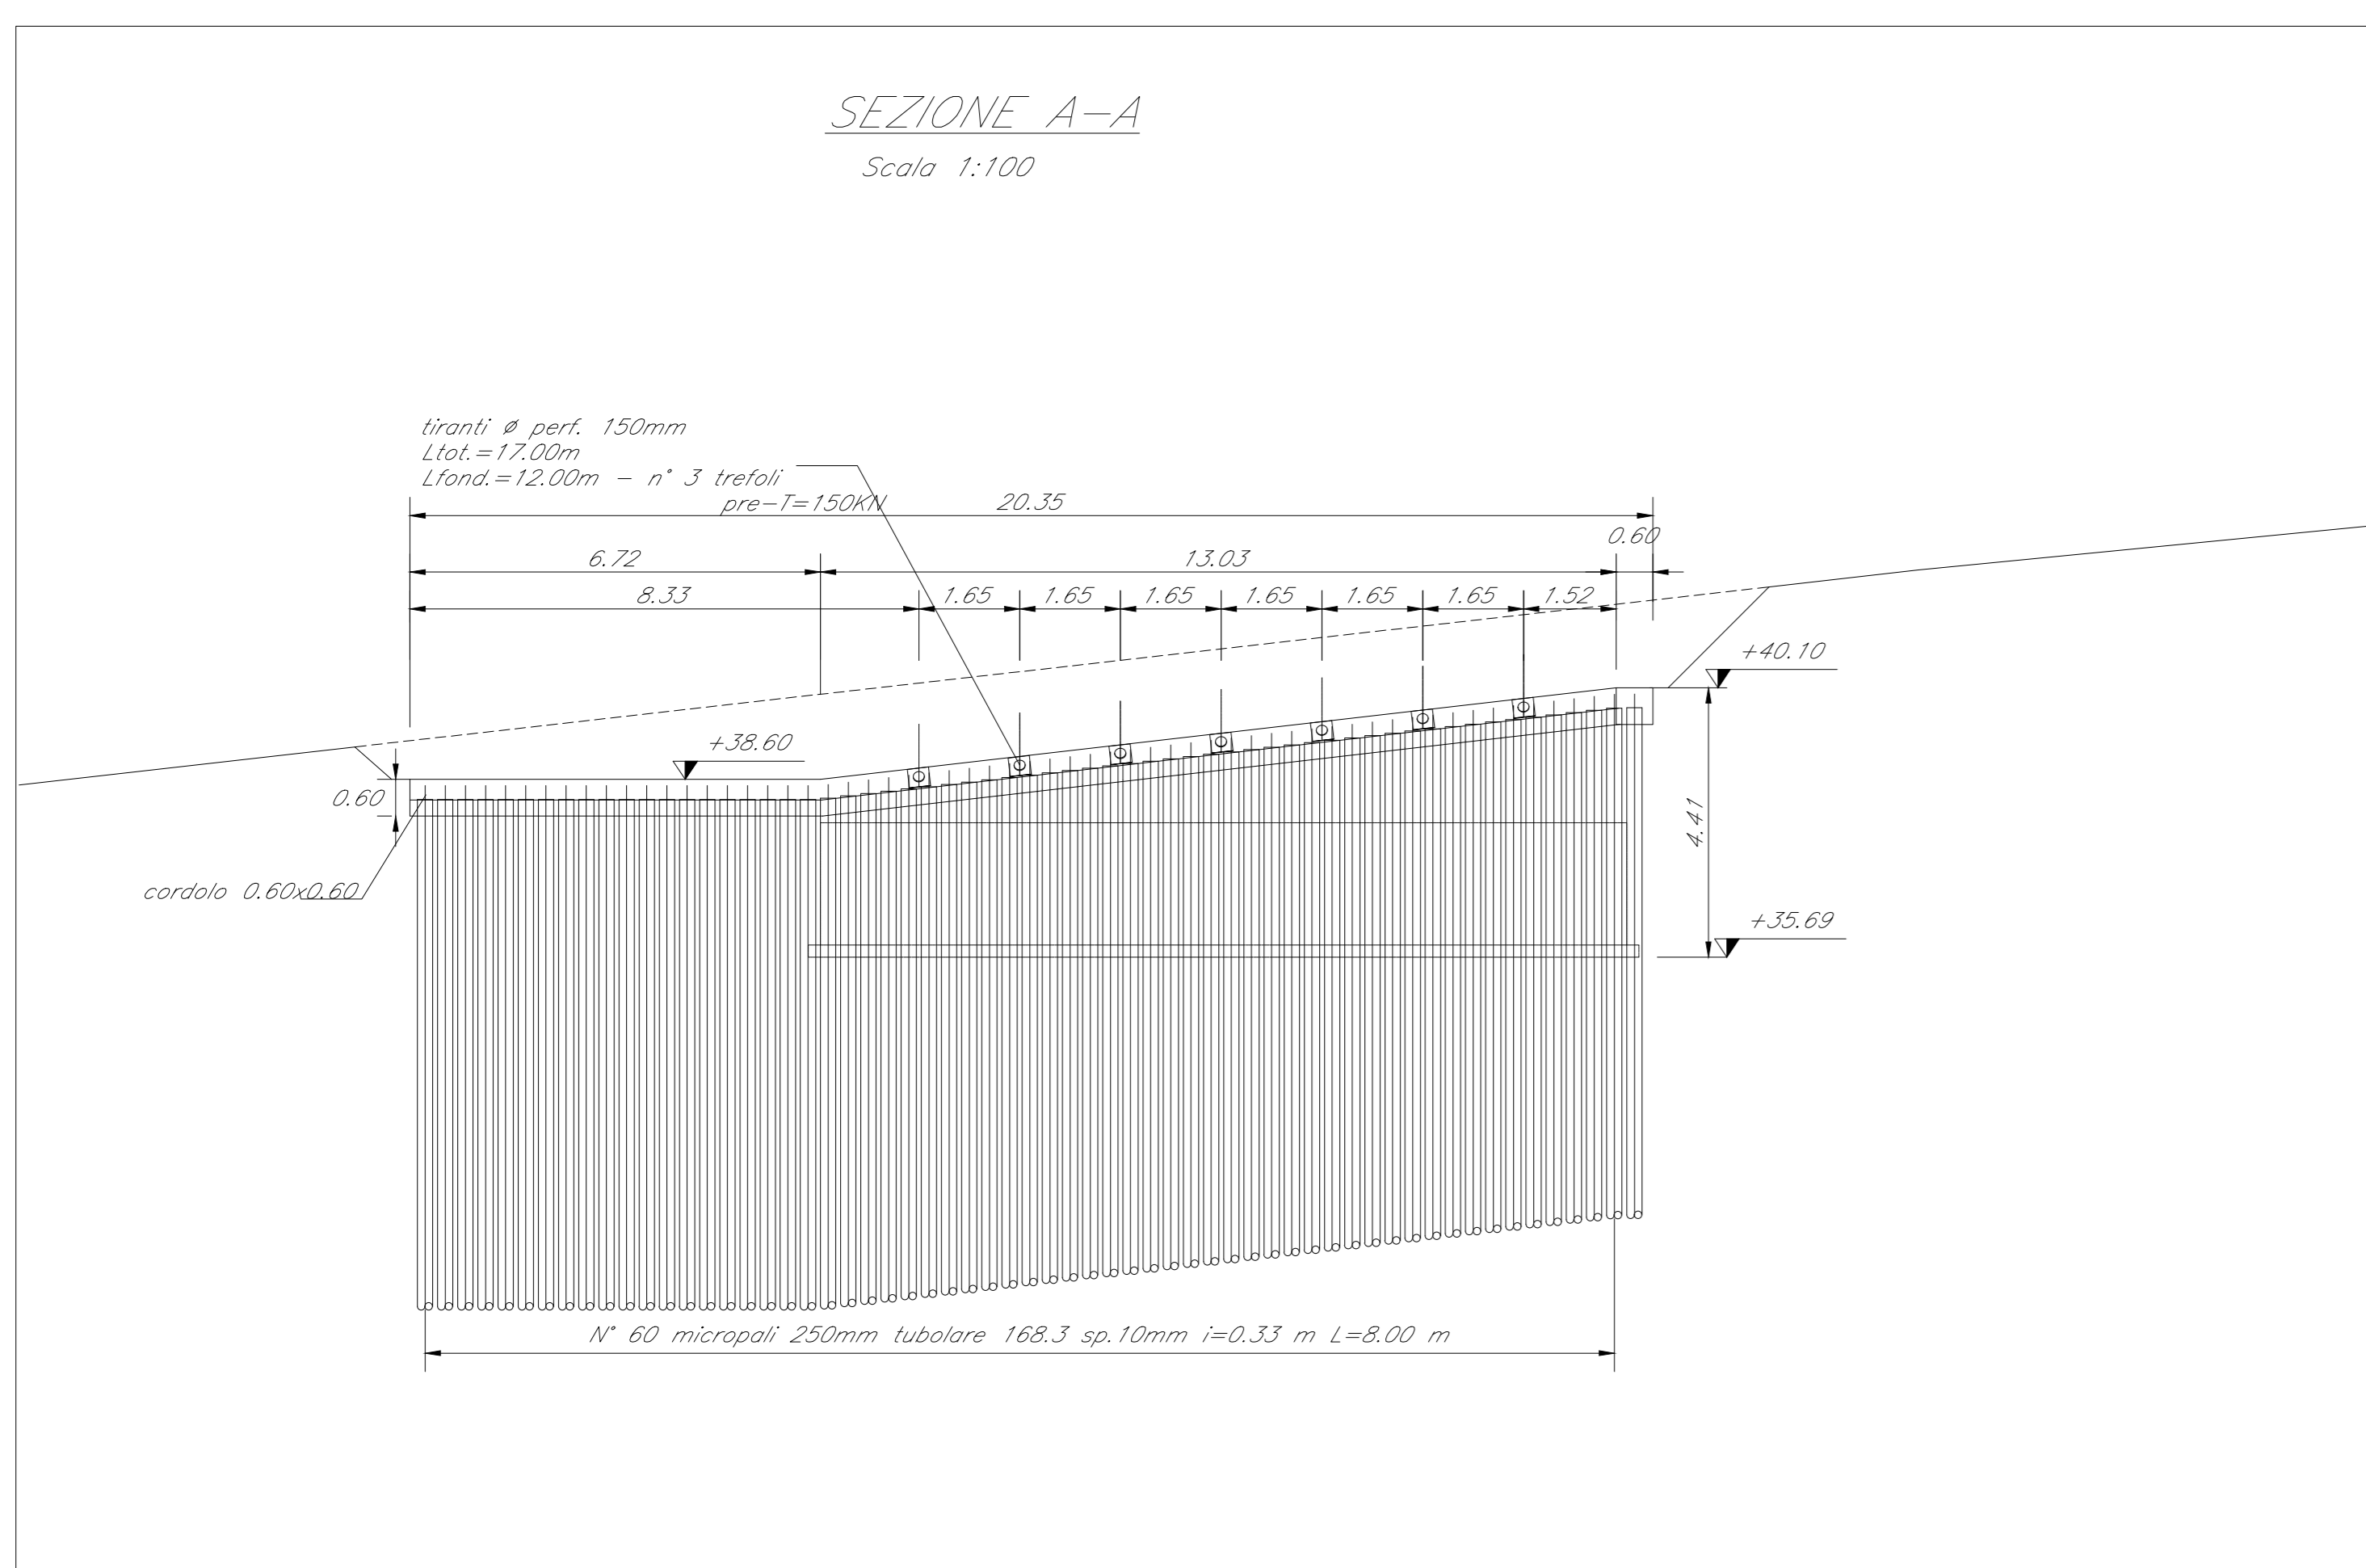 SEZIONE A-A
Scala 1:100
tiranti ø perf. 150mm
Ltot.=17.00m
Lfond.=12.00m - n° 3 trefoli
pre-T=150KN
20.35
0.60
6.72
13.03
8.33
1.65
1.65
1.65
1.65
1.65
1.65
1.52
+40.10
+38.60
0.60
4.41
cordolo 0.60x0.60
+35.69
N° 60 micropali 250mm tubolare 168.3 sp.10mm i=0.33 m L=8.00 m